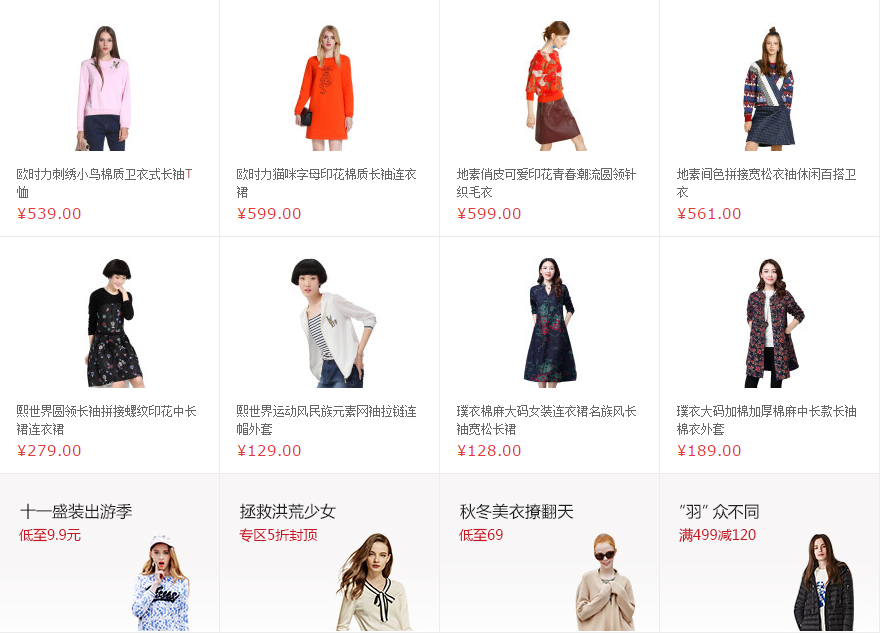 欧时力刺绣小鸟棉质卫衣式长袖T
恤
¥539.00
欧时力猫咪字母印花棉质长袖连衣
裙
¥599.00
地素俏皮可爱印花青春潮流圆领针
织毛衣
¥599.00
地素间色拼接宽松衣袖休闲百搭卫
衣
¥561.00
熙世界圆领长袖拼接螺纹印花中长
裙连衣裙
¥279.00
熙世界运动风民族元素网袖拉链连
帽外套
¥129.00
璞衣棉麻大码女装连衣裙名族风长
袖宽松长裙
¥128.00
璞衣大码加棉加厚棉麻中长款长袖
棉衣外套
¥189.00
十一盛装出游季
低至9.9元
拯救洪荒少女
专区5折封顶
秋冬美衣撩翻天
低至69
“羽” 众不同
满499减120